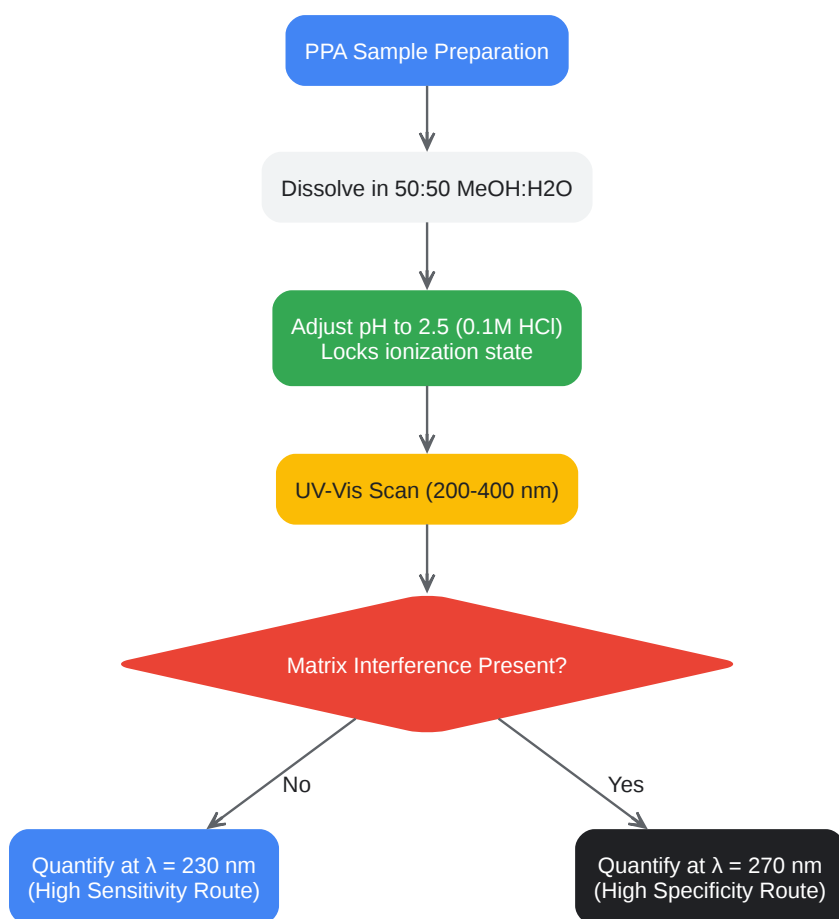 PPA Sample Preparation
Dissolve in 50:50 MeOH:H2O
Adjust pH to 2.5 (0.1M HCl)
Locks ionization state
UV-Vis Scan (200-400 nm)
Matrix Interference Present?
No
Yes
Quantify at λ = 230 nm
(High Sensitivity Route)
Quantify at λ = 270 nm
(High Specificity Route)